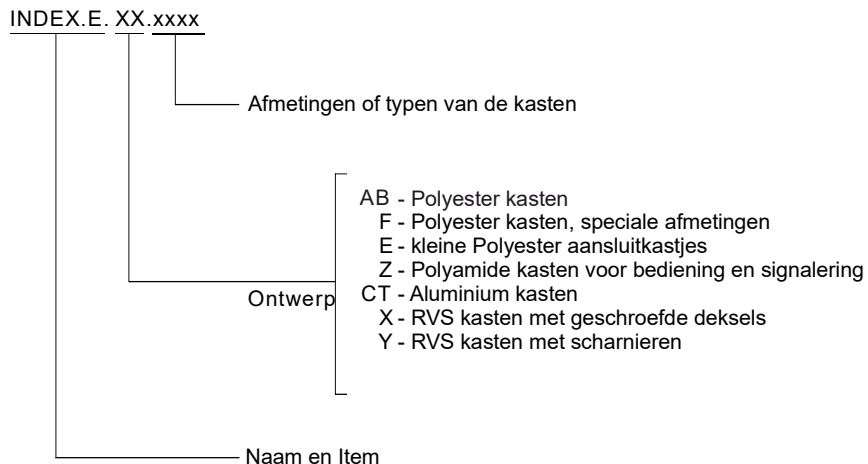 INDEX.E. XX.xxxx
Afmetingen of typen van de kasten
AB - Polyester kasten
F - Polyester kasten, speciale afmetingen
E - kleine Polyester aansluitkastjes
Z - Polyamide kasten voor bediening en signalering
Ontwerp
CT - Aluminium kasten
X - RVS kasten met geschroefde deksels
Y - RVS kasten met scharnieren
Naam en Item